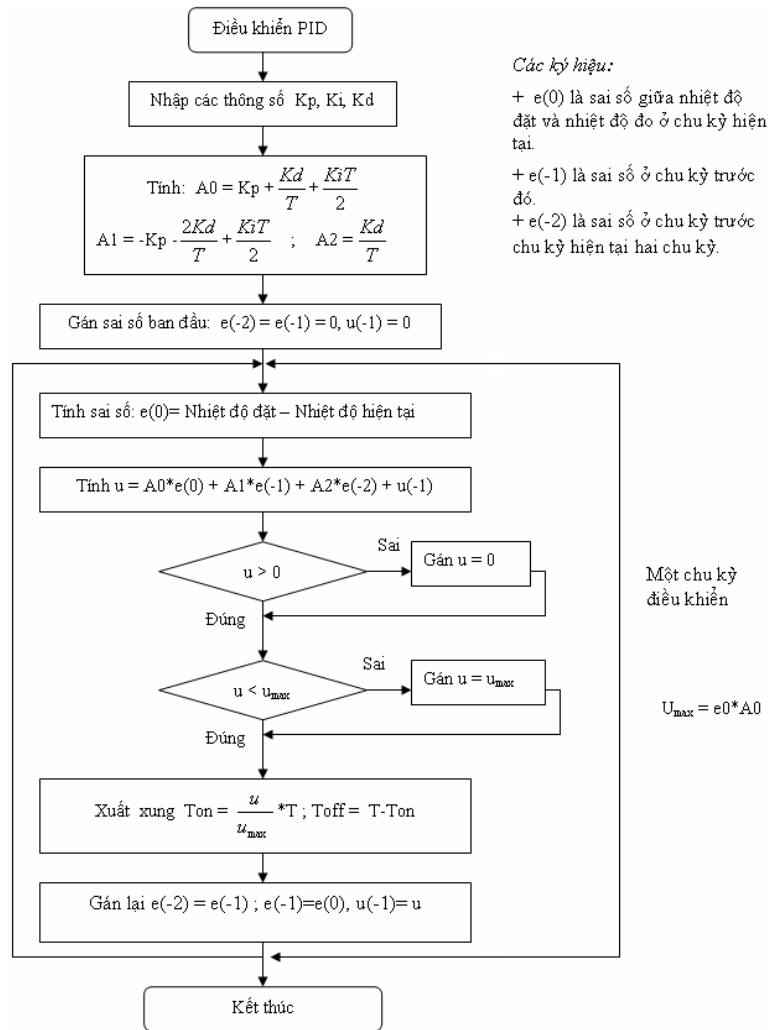 Điều khiển PID
Nhập các thông số Kp, Ki, Kd
Tính: A0 = Kp + Kd/T + KiT/2
A1 = -Kp - 2Kd/T + KiT/2 ; A2 = Kd/T
Gán sai số ban đầu: e(-2) = e(-1) = 0, u(-1) = 0
Các ký hiệu:
+ e(0) là sai số giữa nhiệt độ
đặt và nhiệt độ đo ở chu kỳ hiện
tại.
+ e(-1) là sai số ở chu kỳ trước
đó.
+ e(-2) là sai số ở chu kỳ trước
chu kỳ hiện tại hai chu kỳ.
Tính sai số: e(0)= Nhiệt độ đặt – Nhiệt độ hiện tại
Tính u = A0*e(0) + A1*e(-1) + A2*e(-2) + u(-1)
u > 0
Sai
Gán u = 0
Đúng
Một chu kỳ
điều khiển
u < umax
Sai
Gán u = umax
Đúng
Umax = e0*A0
Xuất xung Ton = u/umax *T ; Toff = T-Ton
Gán lại e(-2) = e(-1) ; e(-1)=e(0), u(-1)= u
Kết thúc